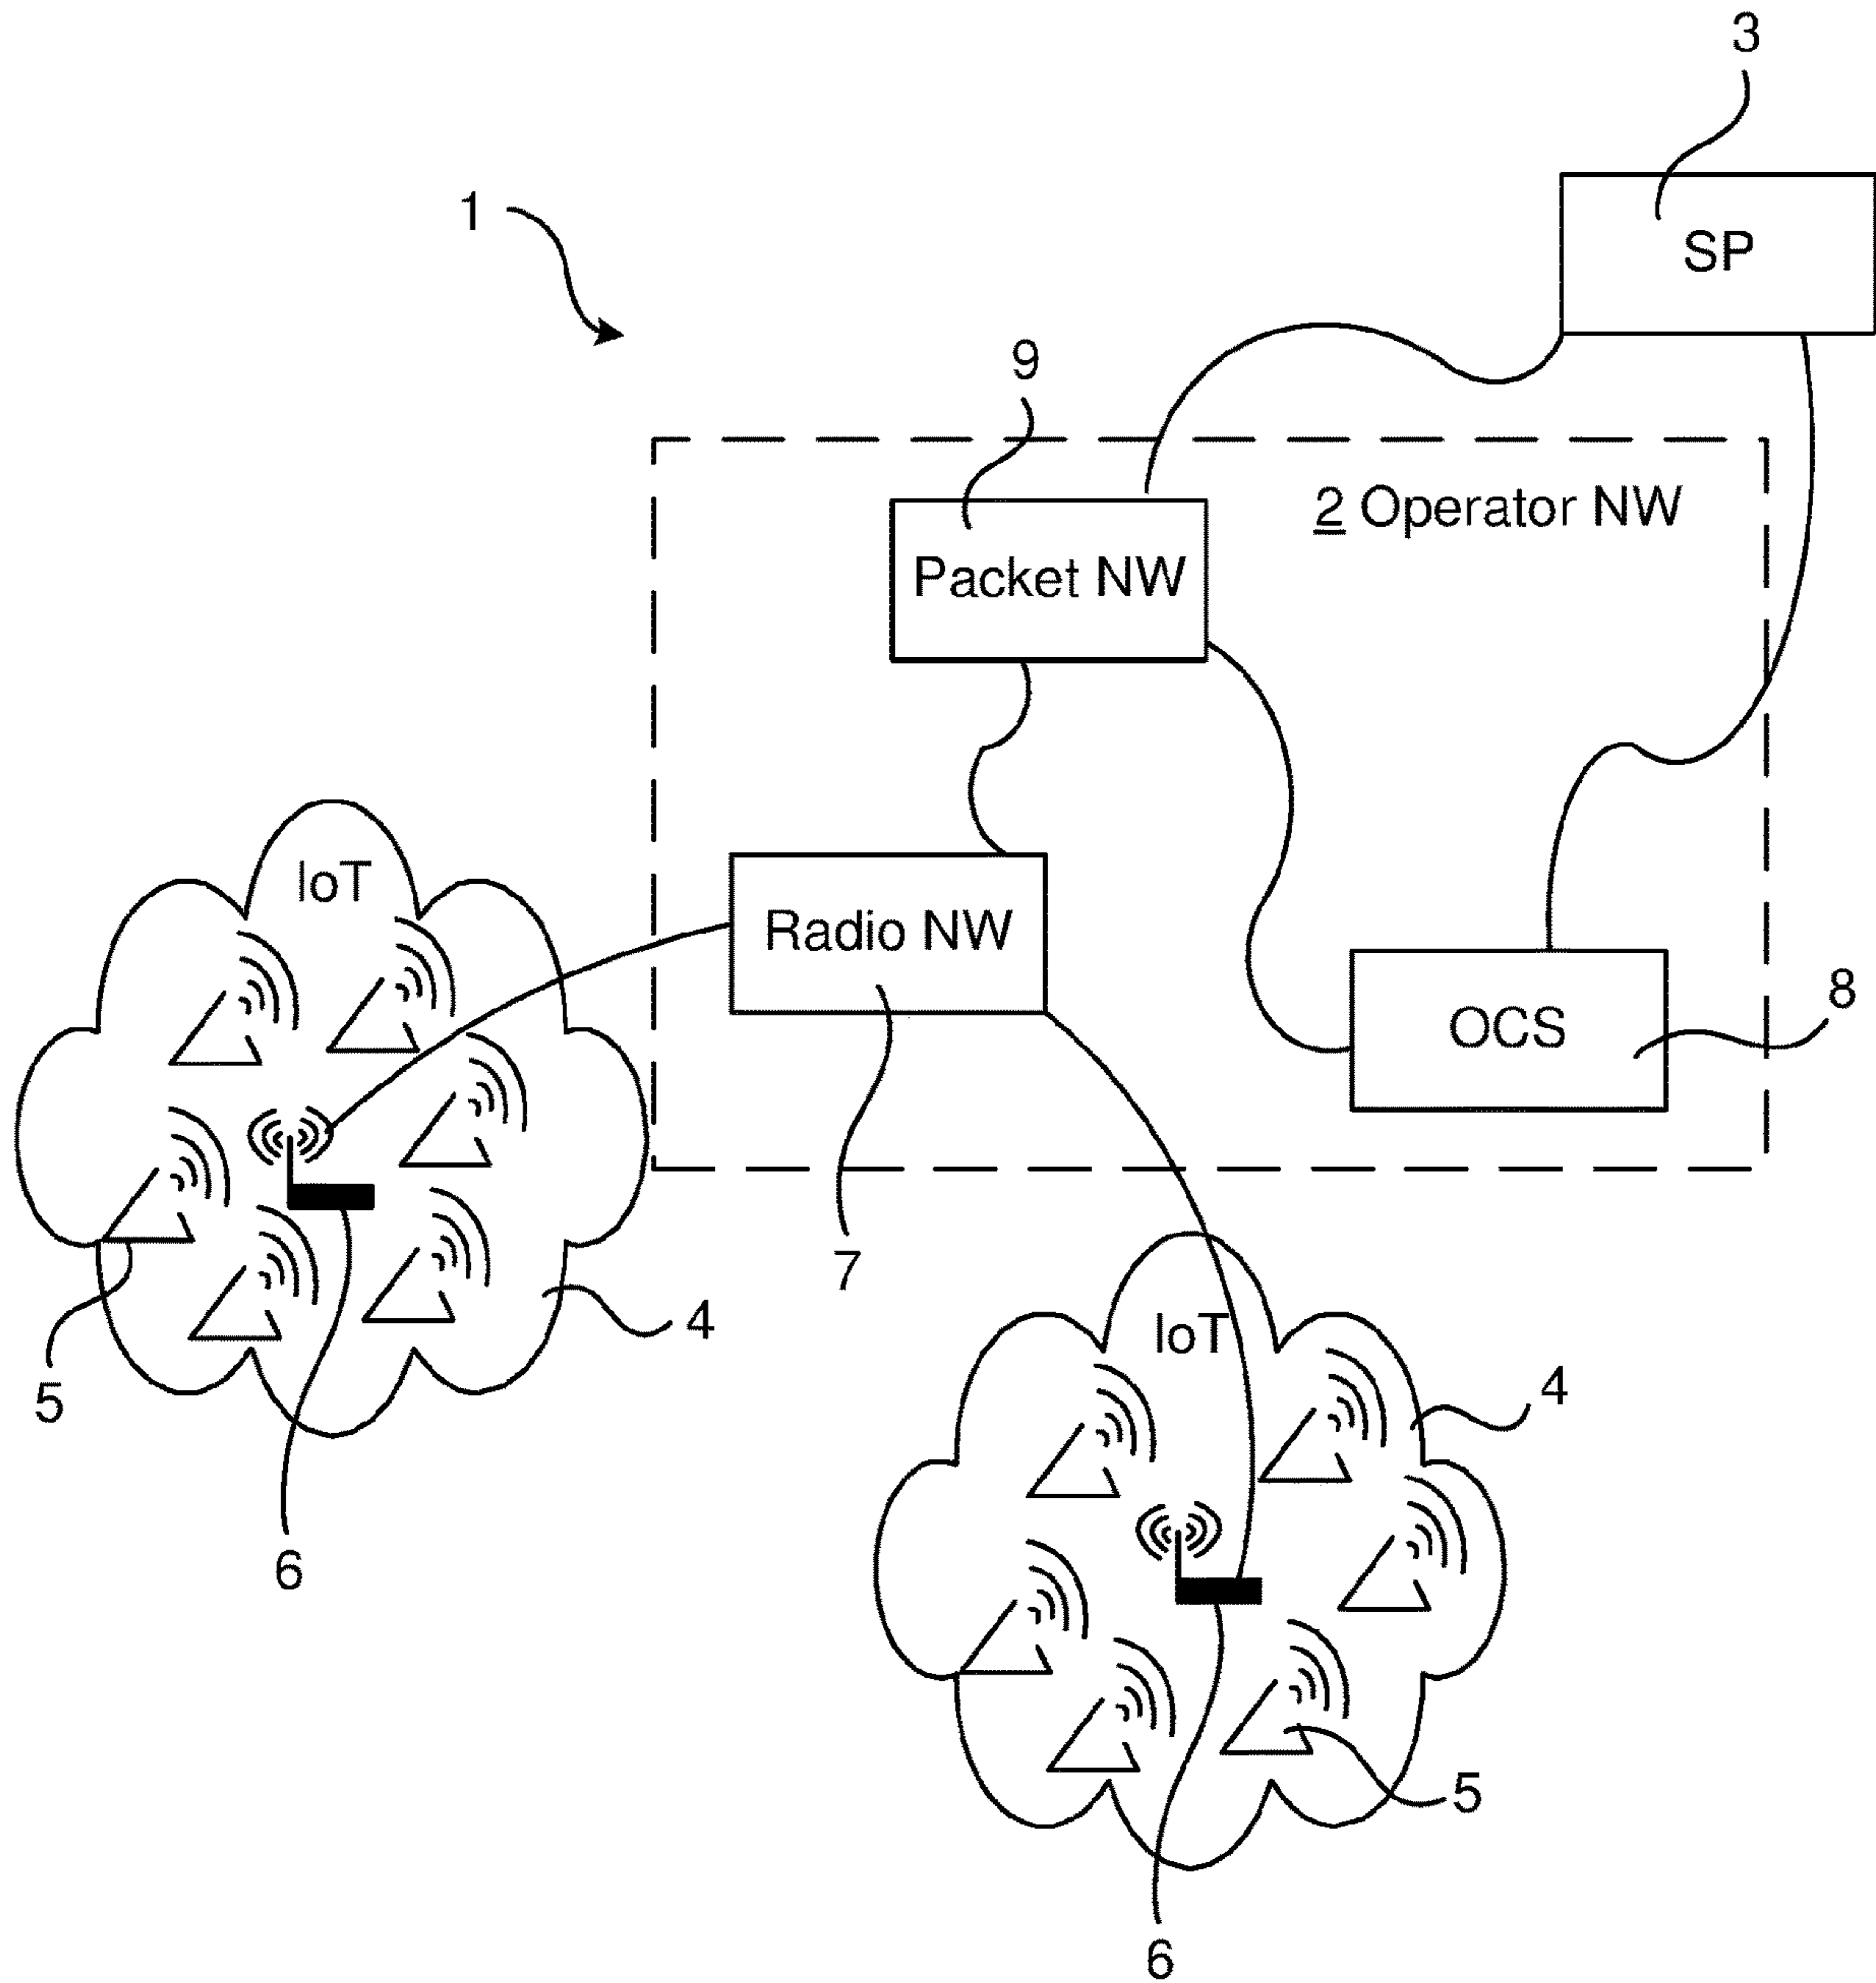 3
1
SP
9
2 Operator NW
Packet NW
IoT
Radio NW
8
OCS
7
4
IoT
5
4
6
5
6